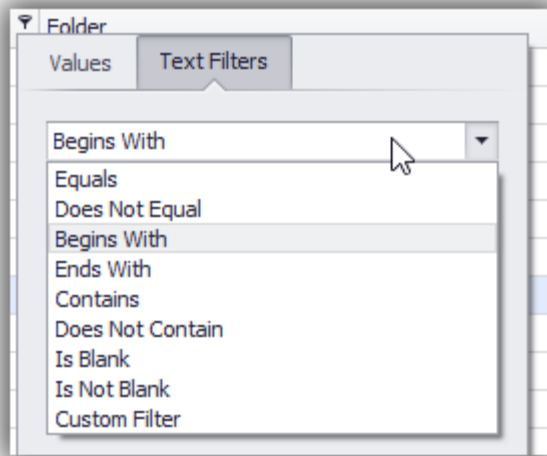 Folder
Values
Text Filters
Begins With
Equals
Does Not Equal
Begins With
Ends With
Contains
Does Not Contain
Is Blank
Is Not Blank
Custom Filter